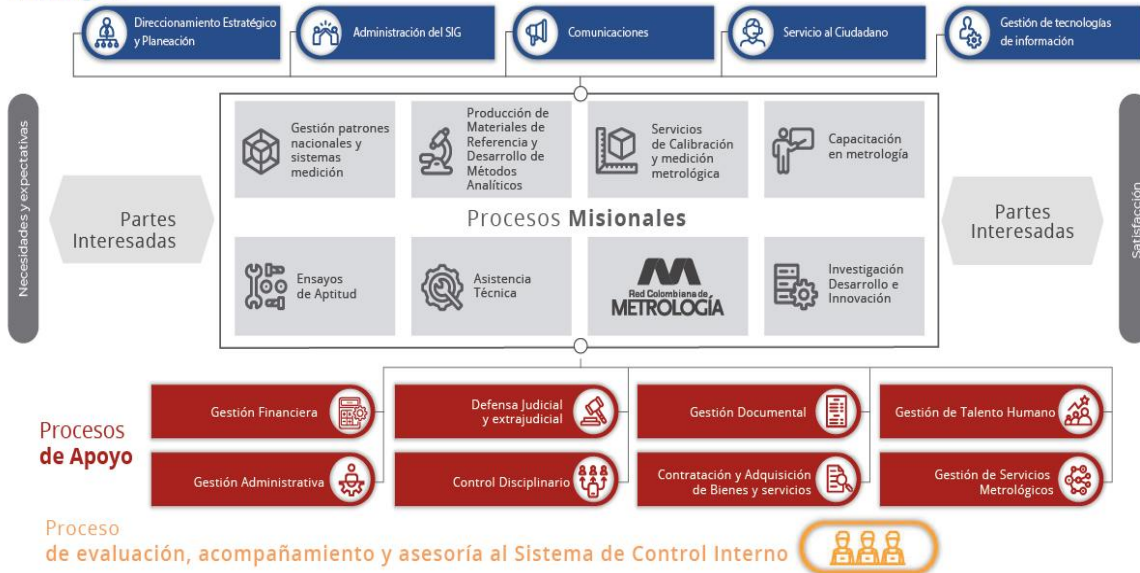 Direccionamiento Estratégico
y Planeación
Administración del SIG
Comunicaciones
Servicio al Ciudadano
Gestión de tecnologías
de información
Necesidades y expectativas
Partes
Interesadas
Gestión patrones
nacionales y
sistemas
medición
Producción de
Materiales de
Referencia y
Desarrollo de
Métodos
Analíticos
Servicios
de Calibración
y medición
metrológica
Capacitación
en metrología
Procesos Misionales
Ensayos
de Aptitud
Asistencia
Técnica
Red Colombiana de
METROLOGÍA
Investigación
Desarrollo e
Innovación
Partes
Interesadas
Satisfacción
Procesos
de Apoyo
Gestión Financiera
Defensa Judicial
y extrajudicial
Gestión Documental
Gestión de Talento Humano
Gestión Administrativa
Control Disciplinario
Contratación y Adquisición
de Bienes y servicios
Gestión de Servicios
Metrológicos
Proceso
de evaluación, acompañamiento y asesoría al Sistema de Control Interno